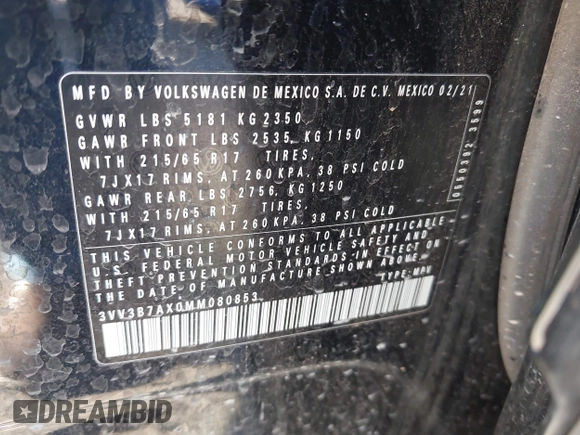 MFD BY VOLKSWAGEN DE MEXICO S.A. DE C.V. MEXICO 02/21
GVWR LBS 5181 KG 2350
GAWR FRONT LBS 2535, KG 1150
WITH 215/65 R17 TIRES,
7JX17 RIMS, AT 260 KPA, 38 PSI COLD
GAWR REAR LBS 2756, KG 1250
WITH 215/65 R17 TIRES,
7JX17 RIMS, AT 260 KPA, 38 PSI COLD
THIS VEHICLE CONFORMS TO ALL APPLICABLE
U.S. FEDERAL MOTOR VEHICLE SAFETY AND
THEFT PREVENTION STANDARDS IN EFFECT ON
THE DATE OF MANUFACTURE SHOWN ABOVE.
3VV3B7AX0MM080853
TYPE: MPV
3599
DREAMBID